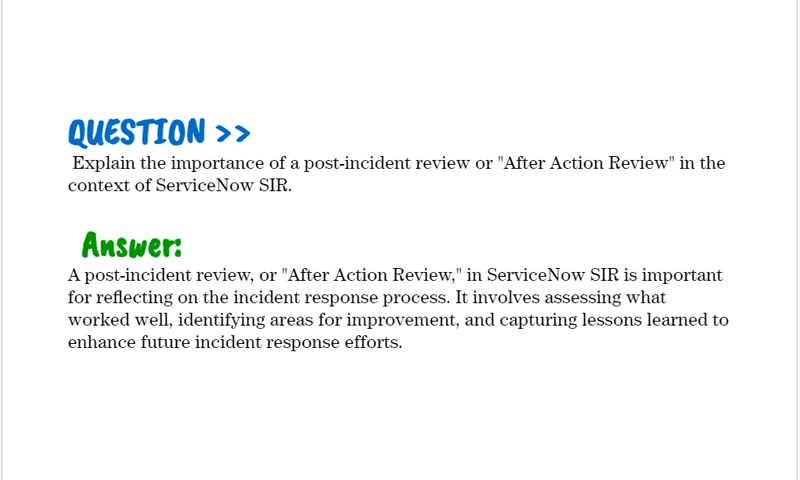 QUESTION >>
Explain the importance of a post-incident review or "After Action Review" in the
context of ServiceNow SIR.
Answer:
A post-incident review, or "After Action Review," in ServiceNow SIR is important
for reflecting on the incident response process. It involves assessing what
worked well, identifying areas for improvement, and capturing lessons learned to
enhance future incident response efforts.